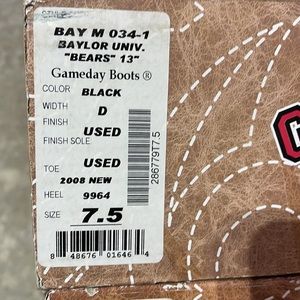 STYLE
BAY M 034-1
BAYLOR UNIV.
"BEARS" 13"
Gameday Boots ®
COLOR BLACK
WIDTH D
FINISH USED
FINISH SOLE
TOE USED
2008 NEW
HEEL 9964
SIZE 7.5
8 48676 01646 4
286779T7.5